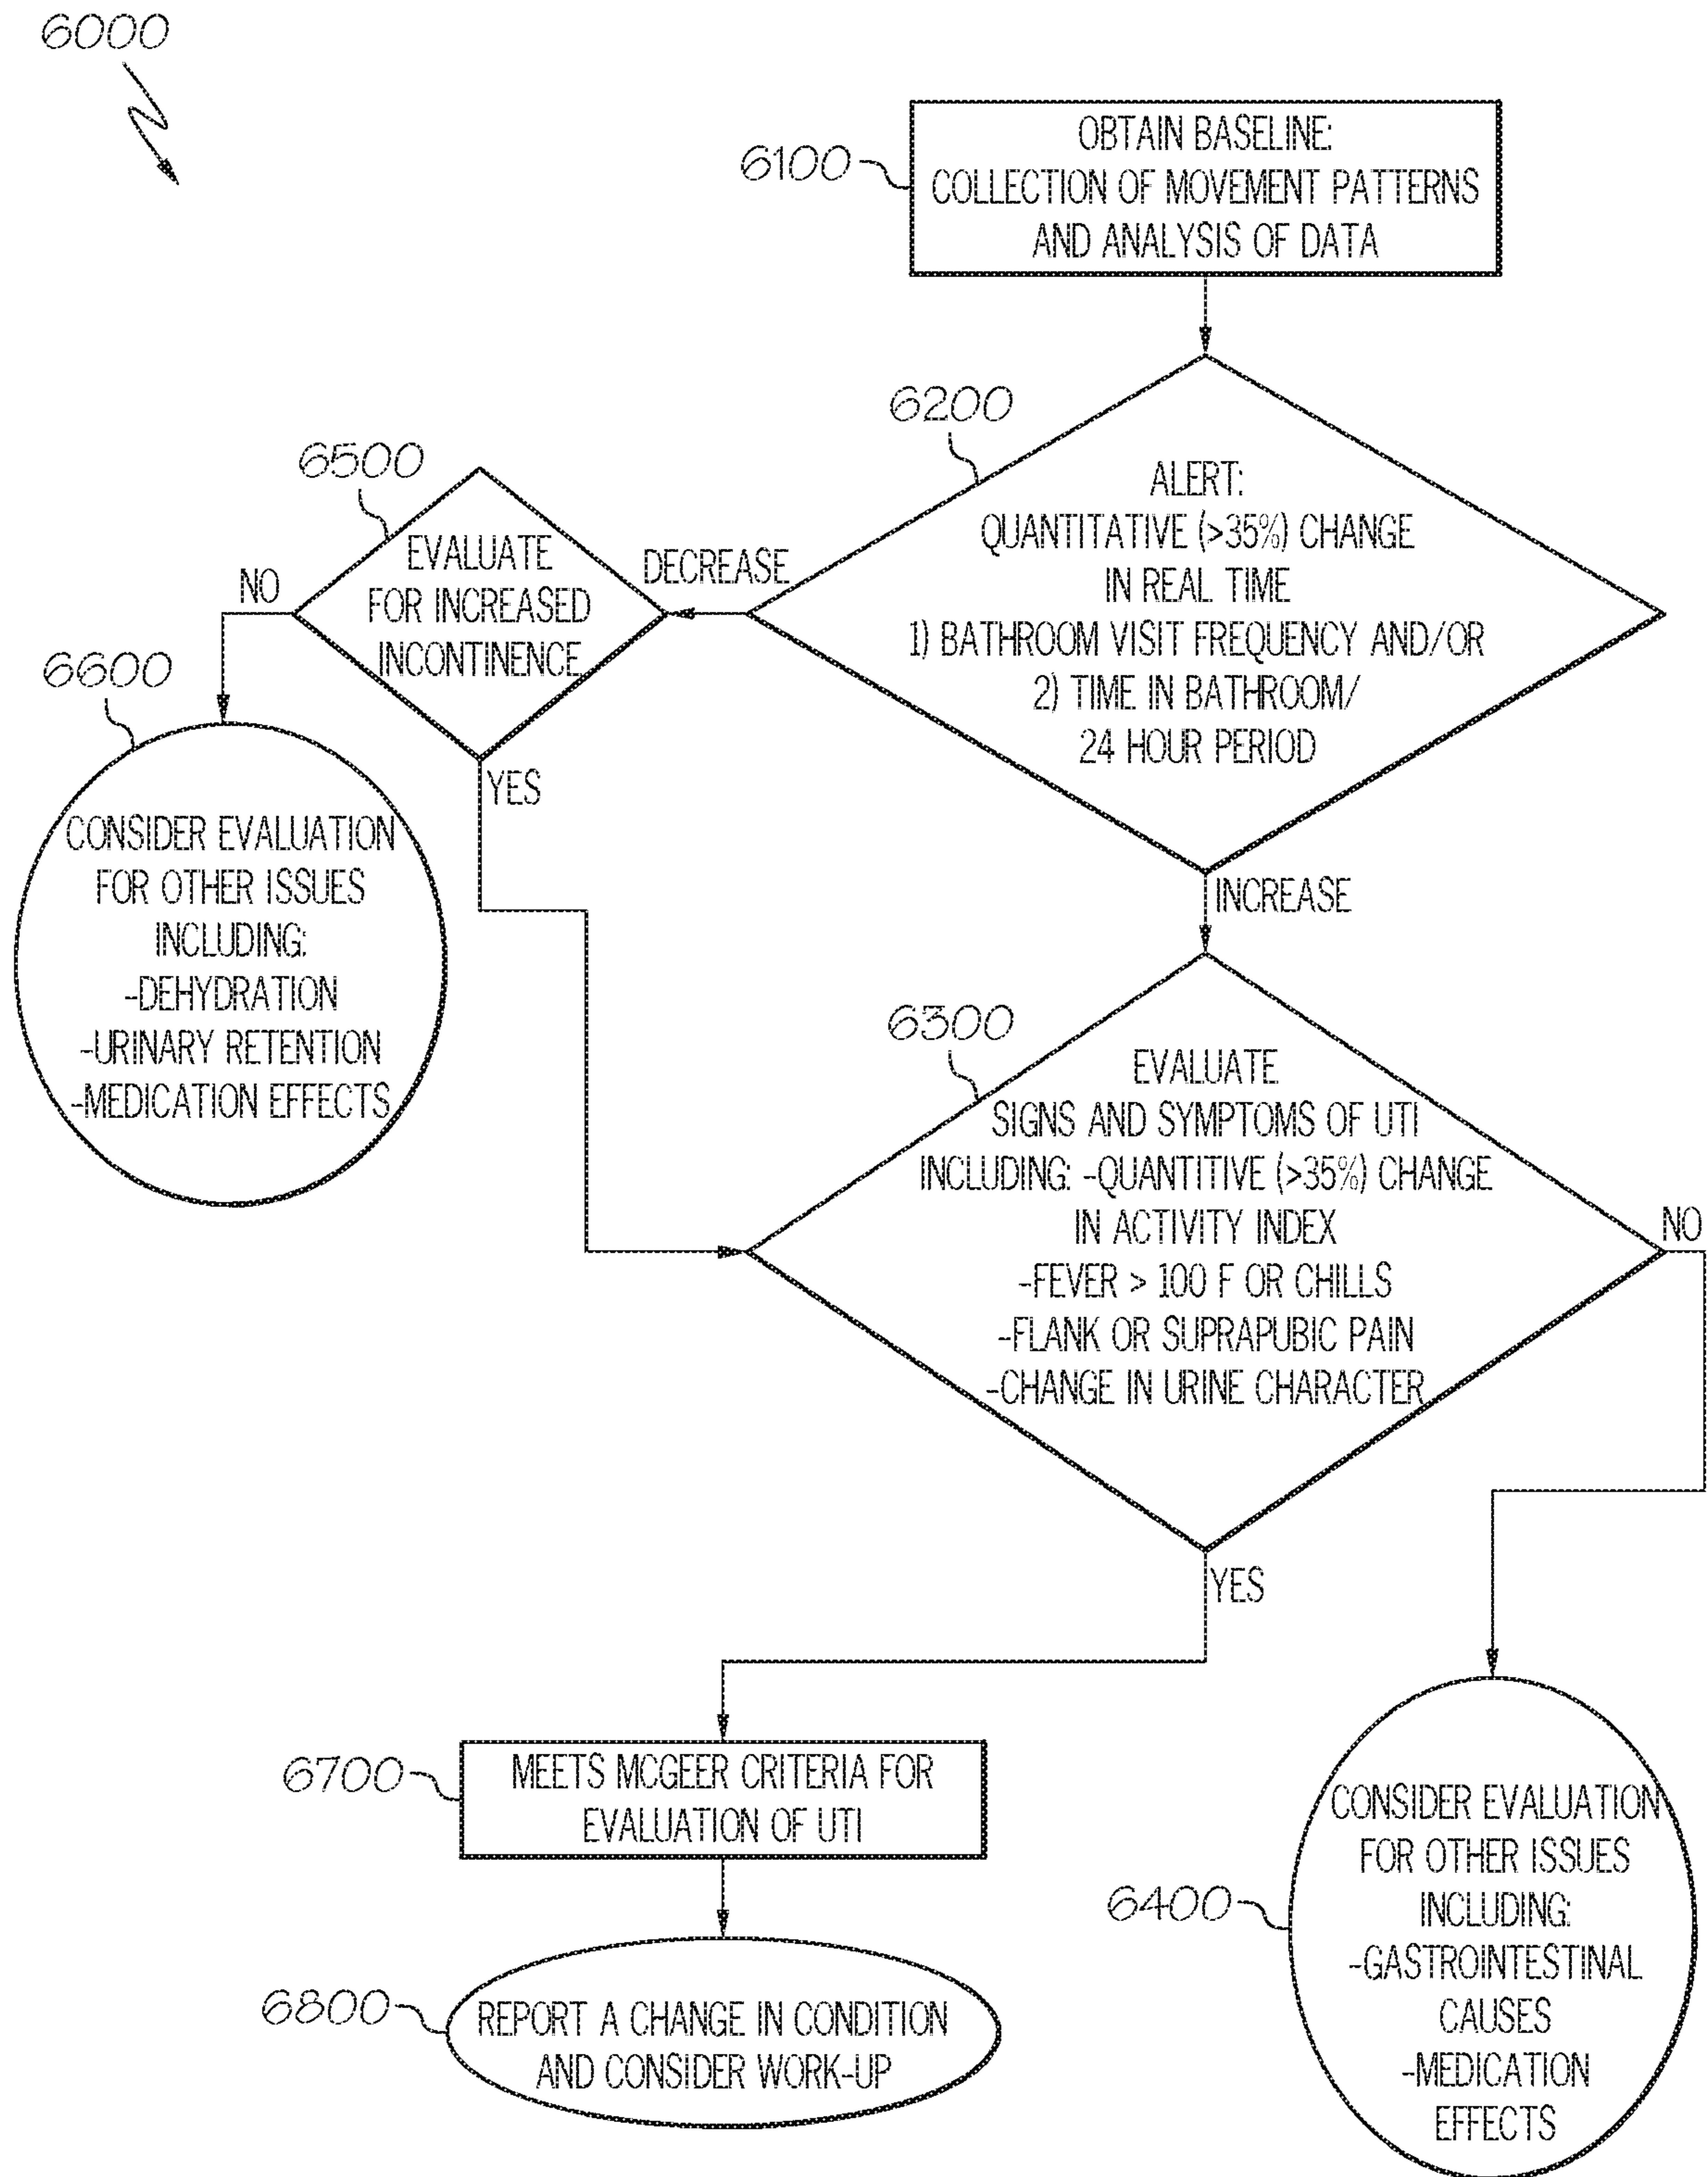 6000
6100
OBTAIN BASELINE:
COLLECTION OF MOVEMENT PATTERNS
AND ANALYSIS OF DATA
6200
ALERT:
QUANTITATIVE (>35%) CHANGE
IN REAL TIME
1) BATHROOM VISIT FREQUENCY AND/OR
2) TIME IN BATHROOM/
24 HOUR PERIOD
DECREASE
6500
EVALUATE
FOR INCREASED
INCONTINENCE
NO
YES
6600
CONSIDER EVALUATION
FOR OTHER ISSUES
INCLUDING:
-DEHYDRATION
-URINARY RETENTION
-MEDICATION EFFECTS
INCREASE
6300
EVALUATE
SIGNS AND SYMPTOMS OF UTI
INCLUDING: -QUANTITIVE (>35%) CHANGE
IN ACTIVITY INDEX
-FEVER > 100 F OR CHILLS
-FLANK OR SUPRAPUBIC PAIN
-CHANGE IN URINE CHARACTER
NO
YES
6700
MEETS MCGEER CRITERIA FOR
EVALUATION OF UTI
6800
REPORT A CHANGE IN CONDITION
AND CONSIDER WORK-UP
6400
CONSIDER EVALUATION
FOR OTHER ISSUES
INCLUDING:
-GASTROINTESTINAL
CAUSES
-MEDICATION
EFFECTS